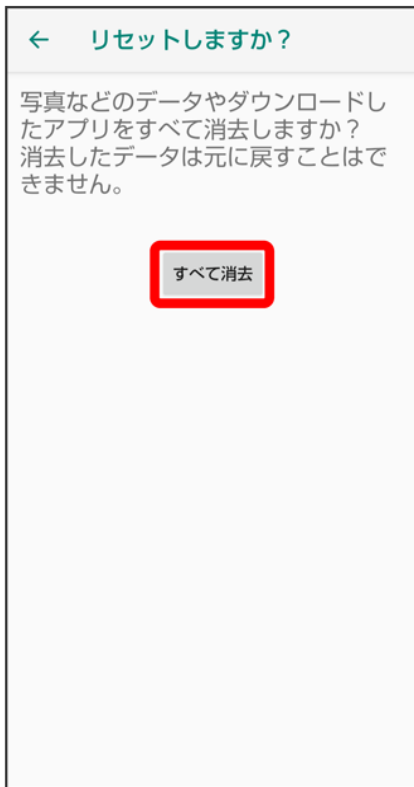 ← リセットしますか？
写真などのデータやダウンロードし
たアプリをすべて消去しますか？
消去したデータは元に戻すことはで
きません。
すべて消去